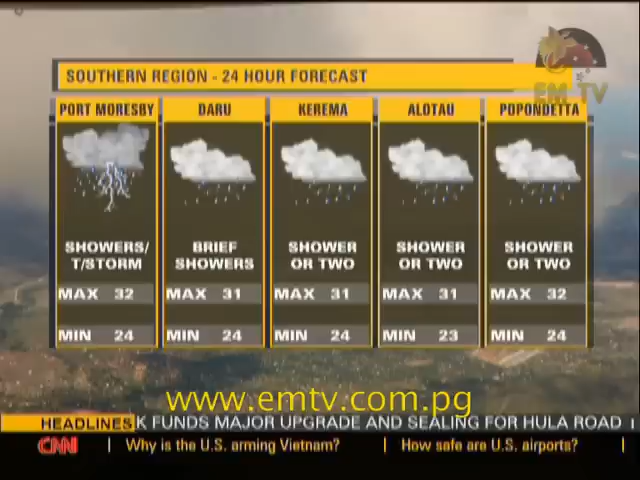 EM TV
SOUTHERN REGION - 24 HOUR FORECAST
PORT MORESBY DARU KEREMA ALOTAU POPONDETTA
SHOWERS/ BRIEF SHOWER SHOWER SHOWER
T/STORM SHOWERS OR TWO OR TWO OR TWO
MAX 32 MAX 31 MAX 31 MAX 31 MAX 32
MIN 24 MIN 24 MIN 24 MIN 23 MIN 24
www.emtv.com.pg
HEADLINES K FUNDS MAJOR UPGRADE AND SEALING FOR HULA ROAD |
CNN | Why is the U.S. arming Vietnam? | How safe are U.S. airports? |